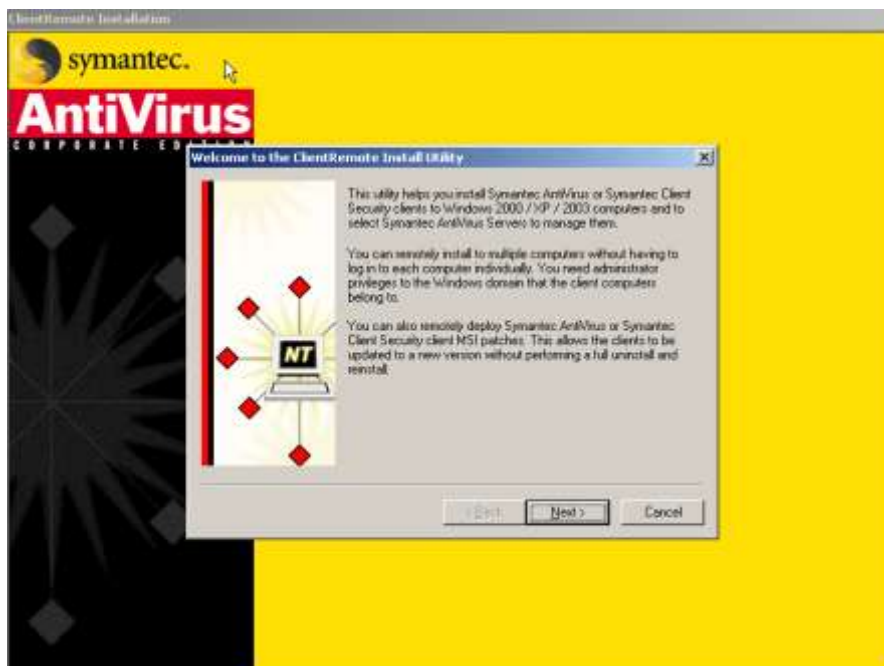 ClientRemote Installation
symantec.
AntiVirus
CORPORATE EDITION
Welcome to the ClientRemote Install Utility
This utility helps you install Symantec AntiVirus or Symantec Client
Security clients to Windows 2000 / XP / 2003 computers and to
select Symantec AntiVirus Servers to manage them.
You can remotely install to multiple computers without having to
log in to each computer individually. You need administrator
privileges to the Windows domain that the client computers
belong to.
You can also remotely deploy Symantec AntiVirus or Symantec
Client Security client MSI patches. This allows the clients to be
updated to a new version without performing a full uninstall and
reinstall.
NT
< Back
Next >
Cancel